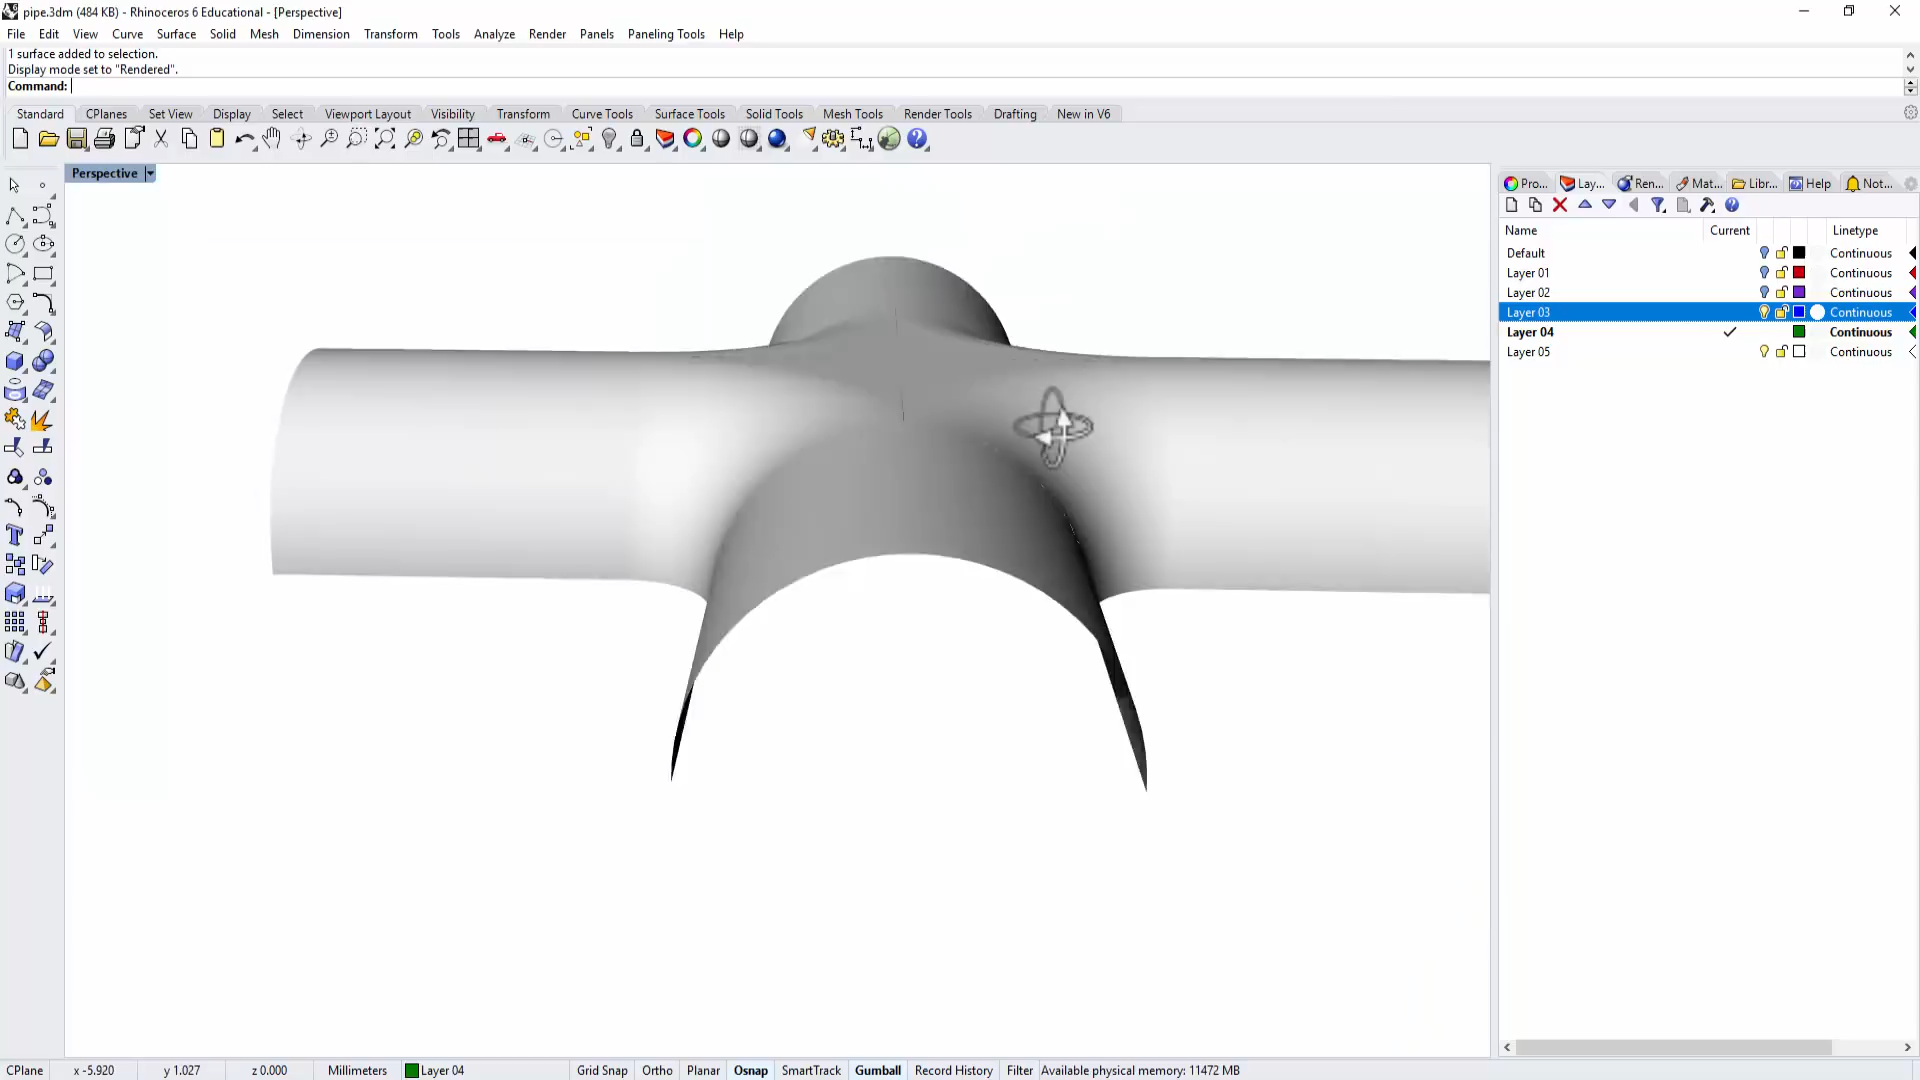 pipe.3dm (484 KB) - Rhinoceros 6 Educational - [Perspective]
File Edit View Curve Surface Solid Mesh Dimension Transform Tools Analyze Render Panels Paneling Tools Help
1 surface added to selection.
Display mode set to "Rendered".
Command:
Standard CPlanes Set View Display Select Viewport Layout Visibility Transform Curve Tools Surface Tools Solid Tools Mesh Tools Render Tools Drafting New in V6
Perspective
Pro... Lay... Ren... Mat... Libr... Help Not...
Name Current Linetype
Default Continuous
Layer 01 Continuous
Layer 02 Continuous
Layer 03 Continuous
Layer 04 Continuous
Layer 05 Continuous
CPlane x -5.920 y 1.027 z 0.000 Millimeters Layer 04 Grid Snap Ortho Planar Osnap SmartTrack Gumball Record History Filter Available physical memory: 11472 MB